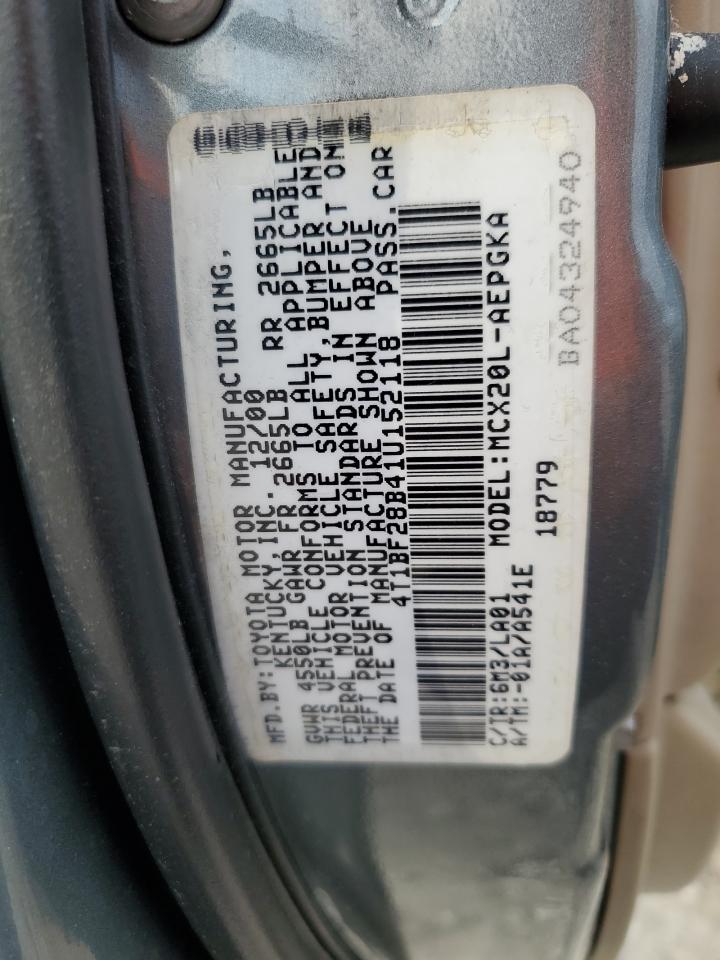 MFD.BY:TOYOTA MOTOR MANUFACTURING,
KENTUCKY,INC. 12/00
GVWR 4550LB GAWR FR 2665LB RR 2665LB
THIS VEHICLE CONFORMS TO ALL APPLICABLE
FEDERAL MOTOR VEHICLE SAFETY,BUMPER AND
THEFT PREVENTION STANDARDS IN EFFECT ON
THE DATE OF MANUFACTURE SHOWN ABOVE
4T1BF28B41U152118 PASS.CAR
C/TR:6M3/LA01 MODEL:MCX20L-AEPGKA
A/TM:-01A/A541E
18779
BA04324940